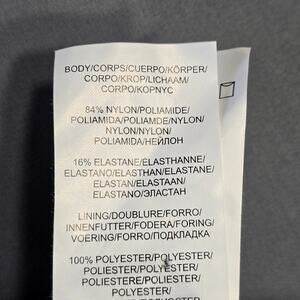 BODY/CORPS/CUERPO/KÖRPER/
CORPO/KROP/LICHAAM/
CORPO/КОРПУС
84% NYLON/POLIAMIDE/
POLIAMIDA/POLIAMDE/NYLON/
NYLON/NYLON/
POLIAMIDA/НЕЙЛОН
16% ELASTANE/ÉLASTHANNE/
ELASTANO/ELASTHAN/ELASTANE/
ELASTAN/ELASTAAN/
ELASTANO/ЭЛАСТАН
LINING/DOUBLURE/FORRO/
INNENFUTTER/FODERA/FORING/
VOERING/FORRO/ПОДКЛАДКА
100% POLYESTER/POLYESTER/
POLIESTER/POLYESTER/
POLIESTERE/POLIESTER/
POLYESTER/